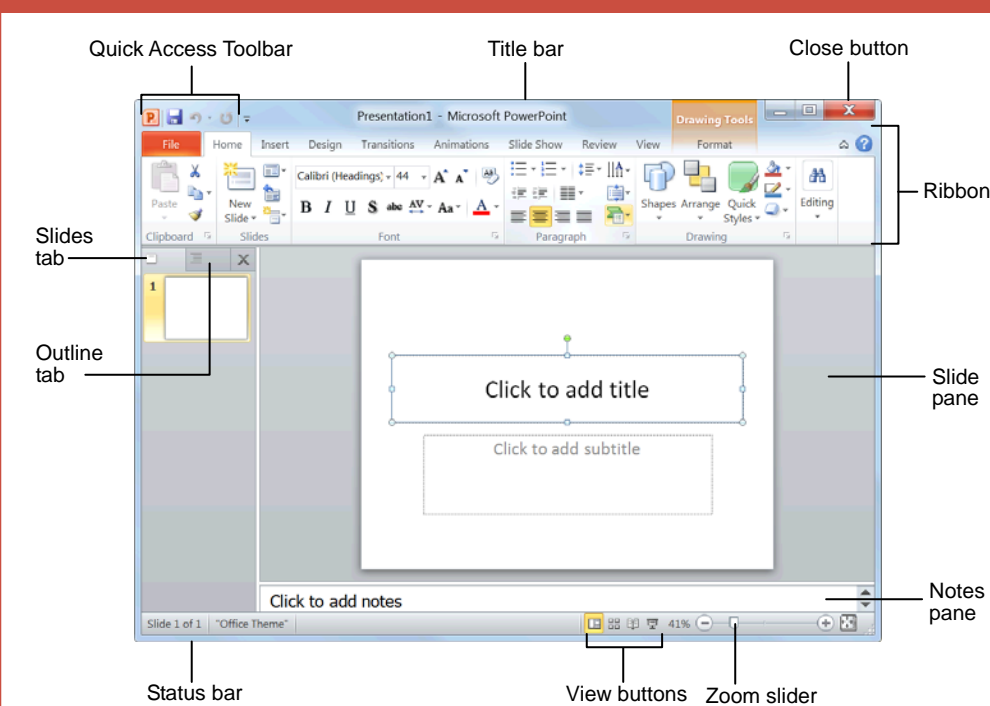 Quick Access Toolbar
Title bar
Close button
P
Presentation1 - Microsoft PowerPoint
Drawing Tools
X
File
Home
Insert
Design
Transitions
Animations
Slide Show
Review
View
Format
?
Calibri (Headings)
44
A A
B I U S abc AV Aa A
Paste
New
Slide
Shapes
Arrange
Quick
Styles
Editing
Clipboard
Slides
Font
Paragraph
Drawing
Ribbon
Slides
tab
1
Outline
tab
Click to add title
Click to add subtitle
Slide
pane
Click to add notes
Notes
pane
Slide 1 of 1
"Office Theme"
41%
Status bar
View buttons
Zoom slider